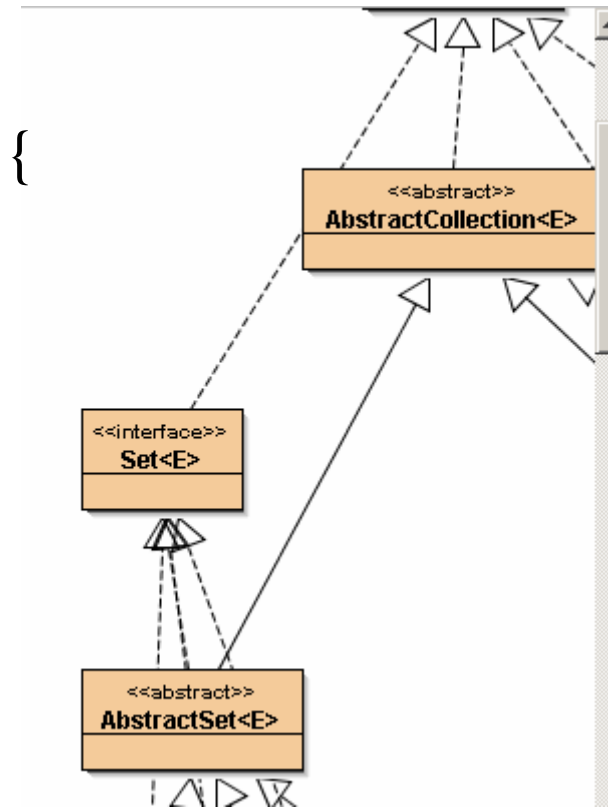 {
<<abstract>>
AbstractCollection<E>
<<interface>>
Set<E>
<<abstract>>
AbstractSet<E>